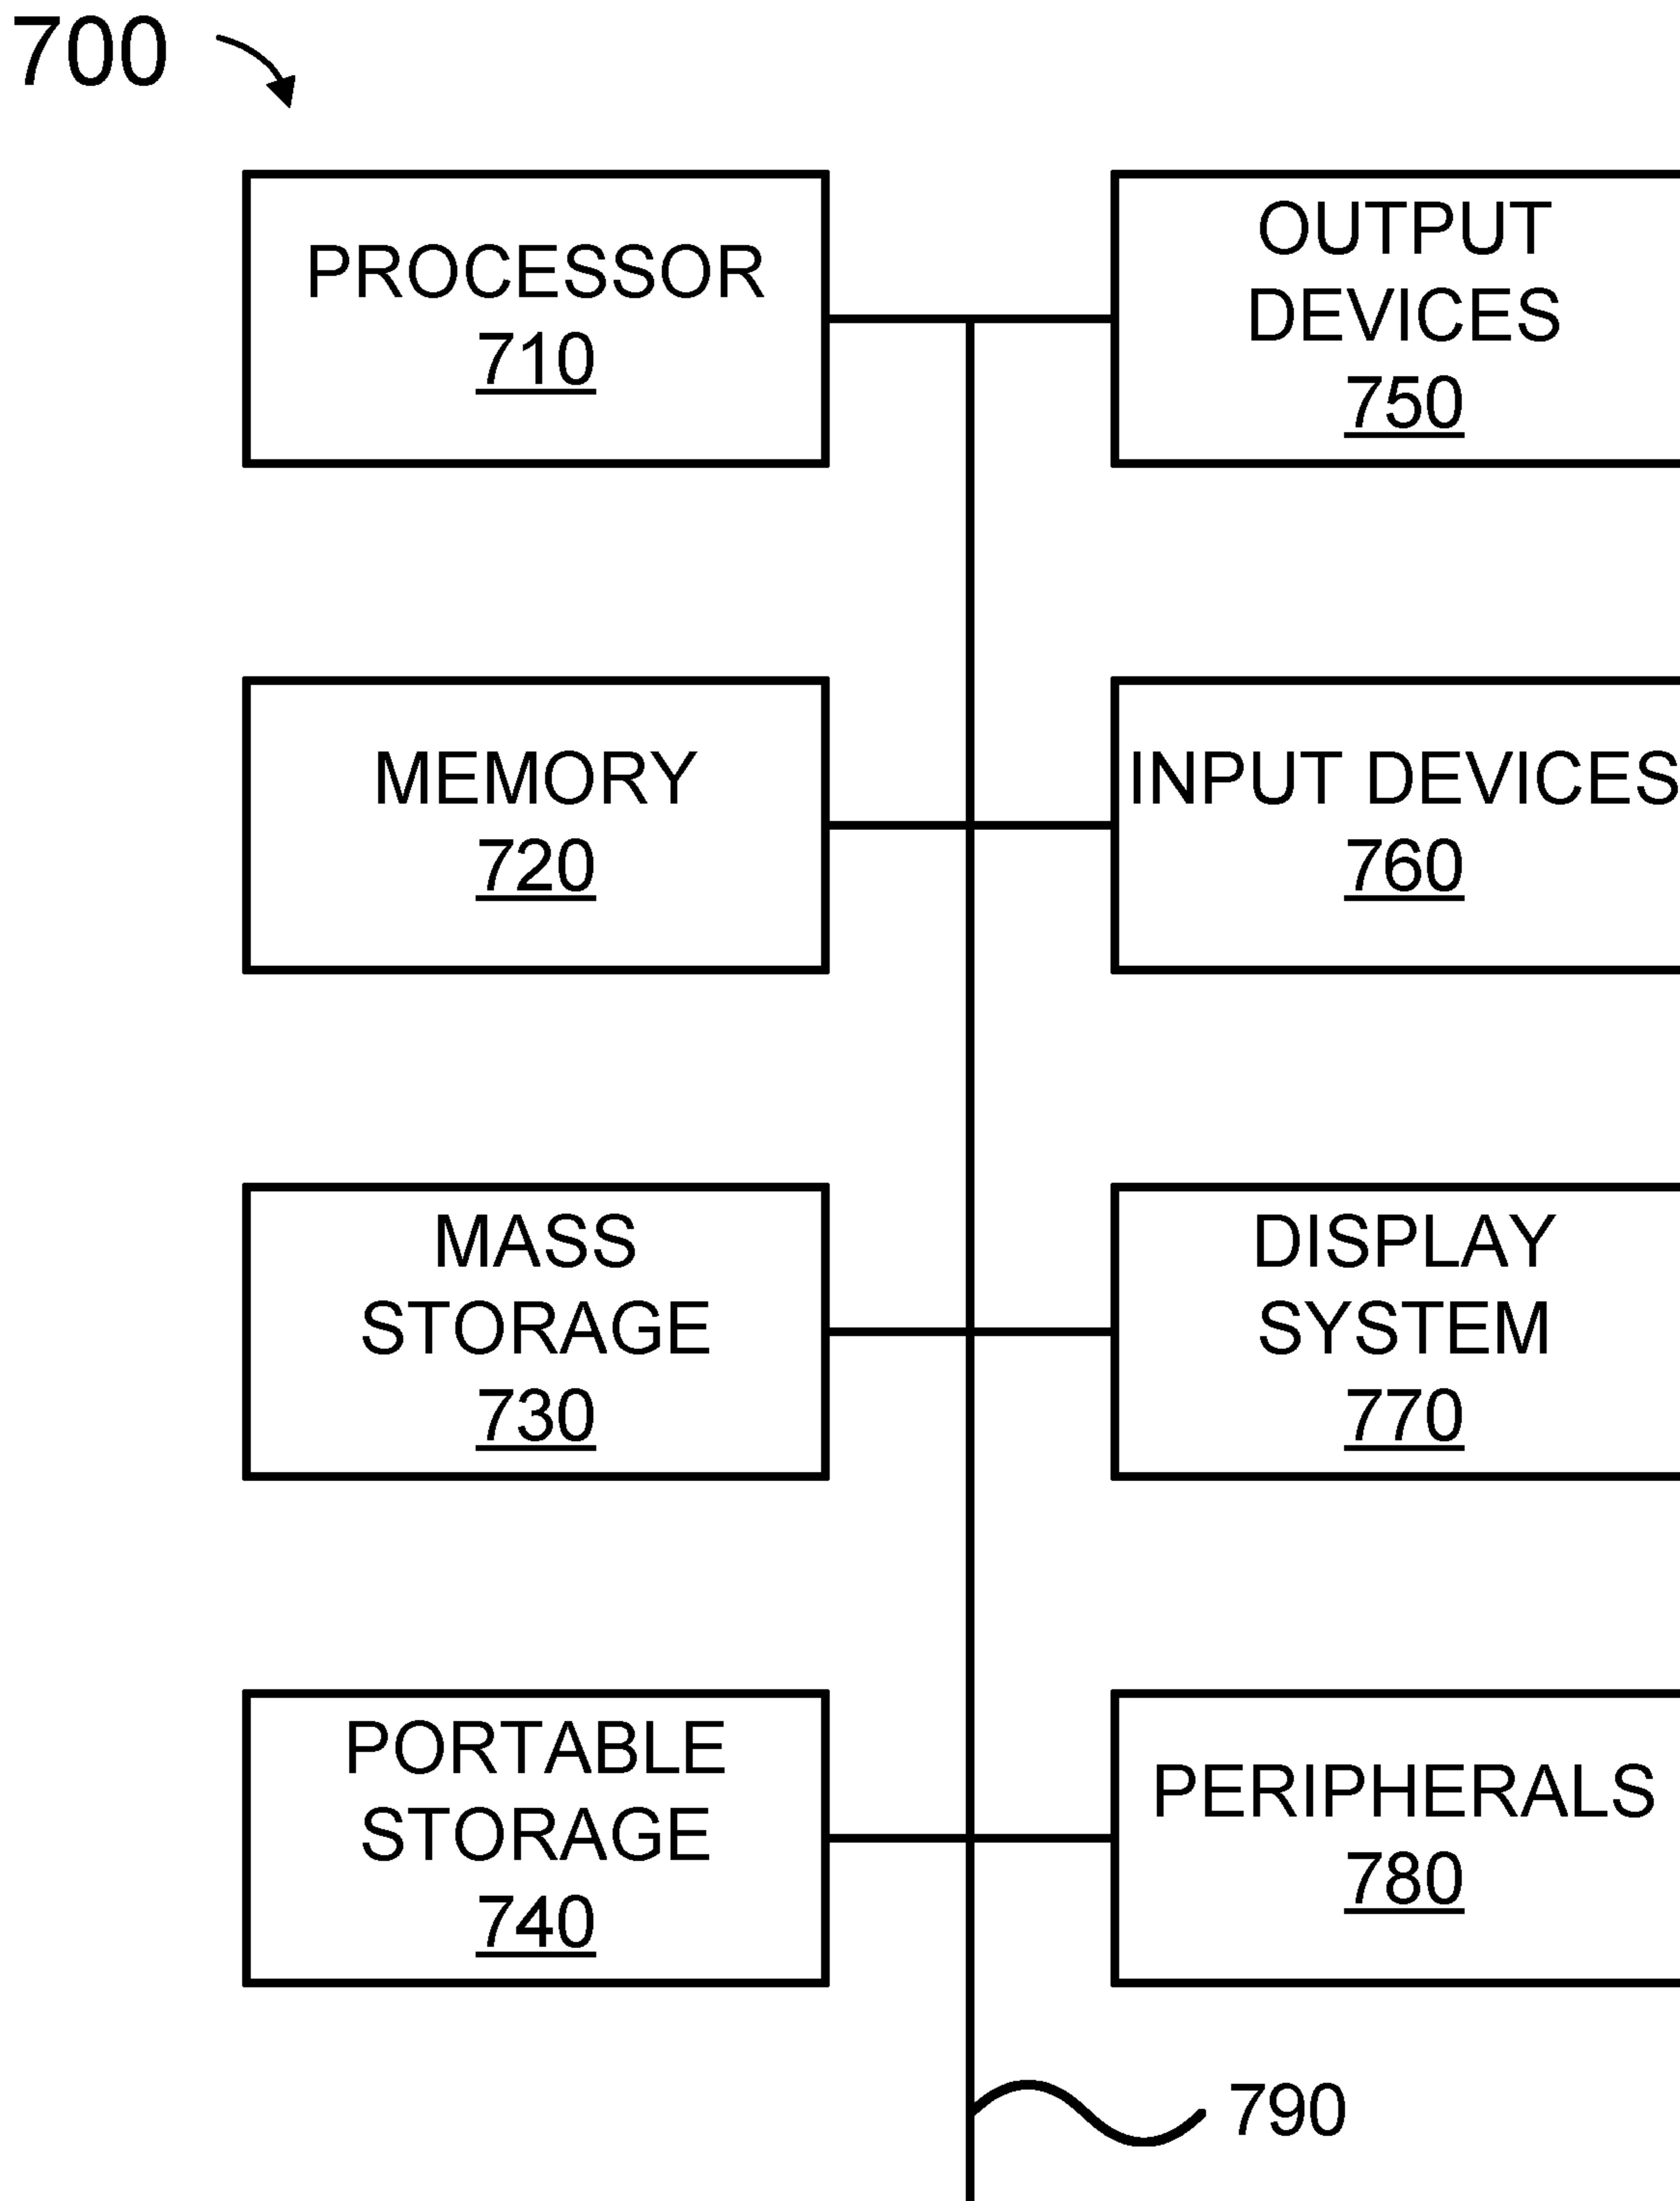 700
PROCESSOR
710
OUTPUT
DEVICES
750
MEMORY
720
INPUT DEVICES
760
MASS
STORAGE
730
DISPLAY
SYSTEM
770
PORTABLE
STORAGE
740
PERIPHERALS
780
790